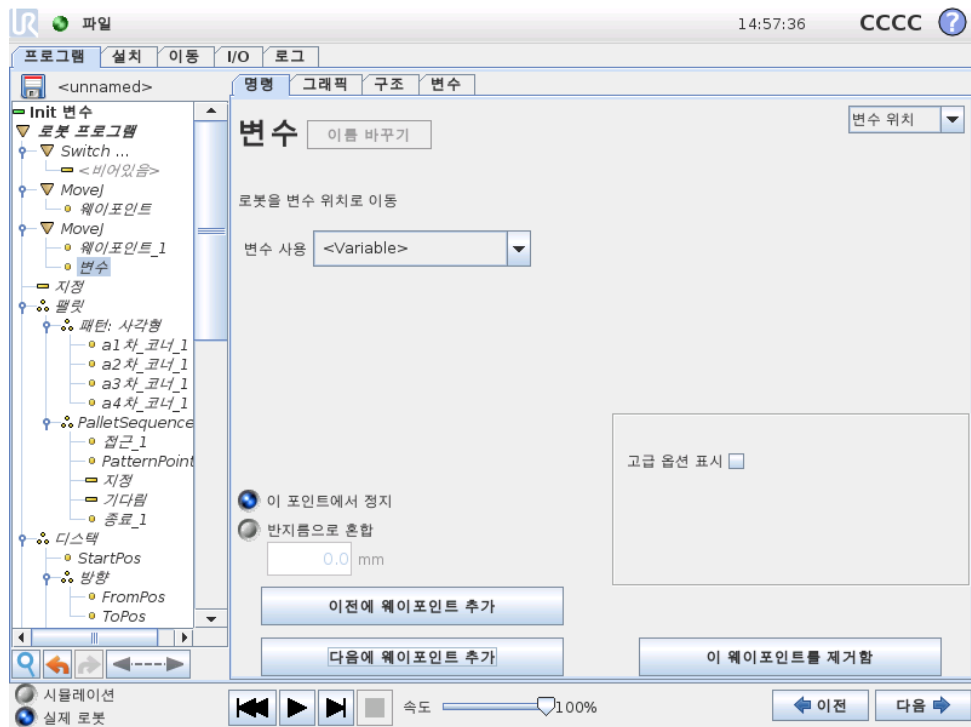 UR 파일 14:57:36 CCCC ?
프로그램 설치 이동 I/O 로그
<unnamed>
명령 그래픽 구조 변수
Init 변수
로봇 프로그램
Switch ...
<비어있음>
MoveJ
웨이포인트
MoveJ
웨이포인트_1
변수
지정
팰릿
패턴: 사각형
a1차_코너_1
a2차_코너_1
a3차_코너_1
a4차_코너_1
PalletSequence
접근_1
PatternPoint
지정
기다림
종료_1
디스택
StartPos
방향
FromPos
ToPos
변수 이름 바꾸기 변수 위치
로봇을 변수 위치로 이동
변수 사용 <Variable>
고급 옵션 표시
이 포인트에서 정지
반지름으로 혼합
0.0 mm
이전에 웨이포인트 추가
다음에 웨이포인트 추가 이 웨이포인트를 제거함
시뮬레이션
실제 로봇
속도 100% 이전 다음